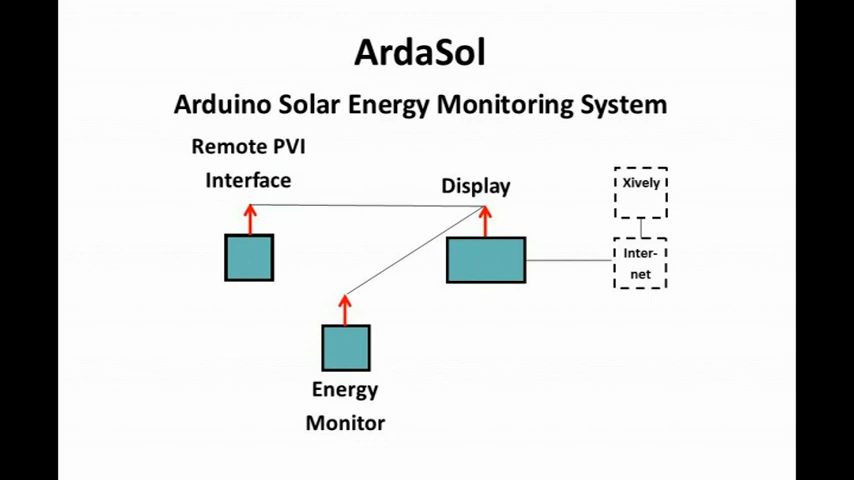 ArdaSol
Arduino Solar Energy Monitoring System
Remote PVI
Interface
Display
Xively
Inter-
net
Energy
Monitor